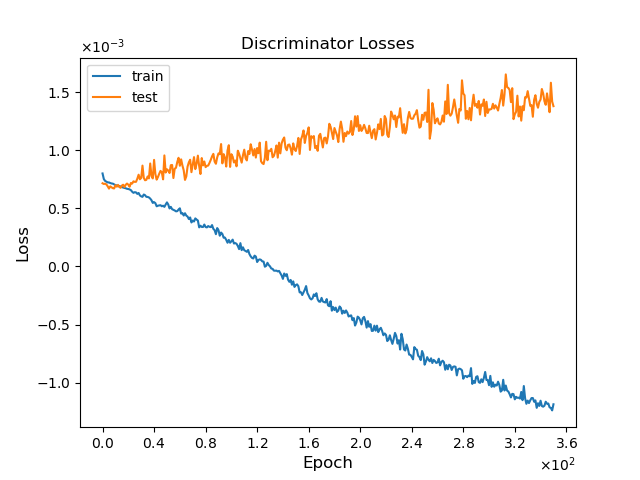 Discriminator Losses
×10⁻³
train
test
1.5
1.0
0.5
0.0
−0.5
−1.0
Loss
0.0 0.4 0.8 1.2 1.6 2.0 2.4 2.8 3.2 3.6
Epoch
×10²